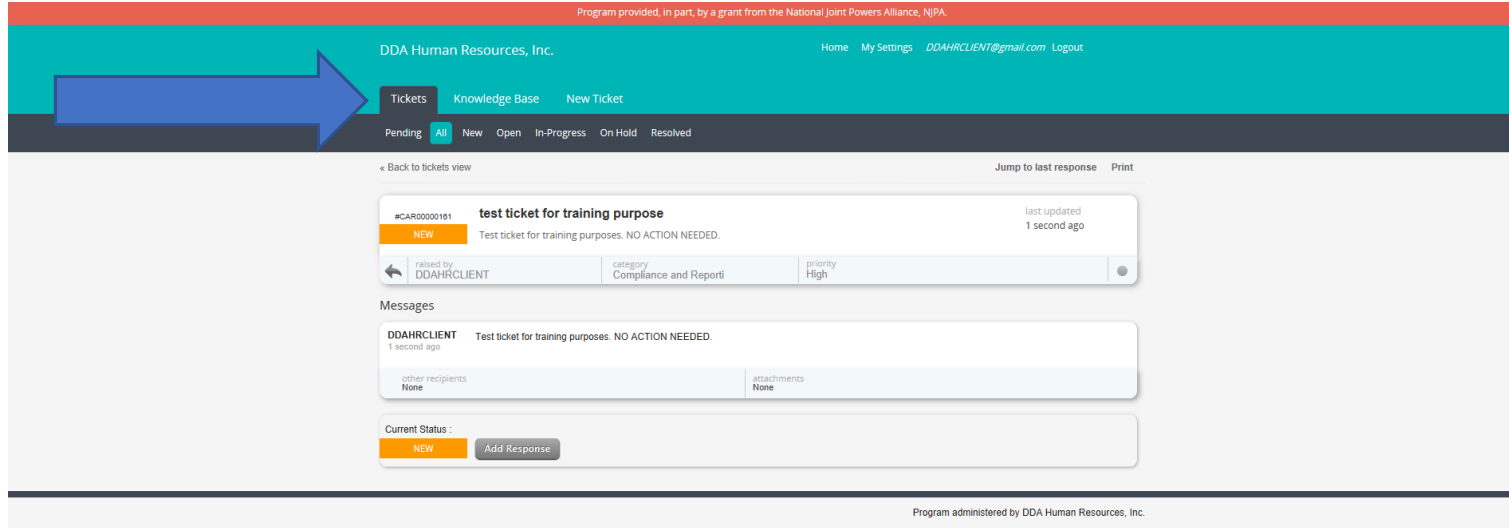 Program provided, in part, by a grant from the National Joint Powers Alliance, NJPA.
DDA Human Resources, Inc.
Home My Settings DDAHRCLIENT@gmail.com Logout
Tickets Knowledge Base New Ticket
Pending All New Open In-Progress On Hold Resolved
« Back to tickets view
Jump to last response Print
#CAR00000161
NEW
test ticket for training purpose
Test ticket for training purposes. NO ACTION NEEDED.
last updated
1 second ago
raised by
DDAHRCLIENT
category
Compliance and Reporti
priority
High
Messages
DDAHRCLIENT
1 second ago
Test ticket for training purposes. NO ACTION NEEDED.
other recipients
None
attachments
None
Current Status :
NEW
Add Response
Program administered by DDA Human Resources, Inc.